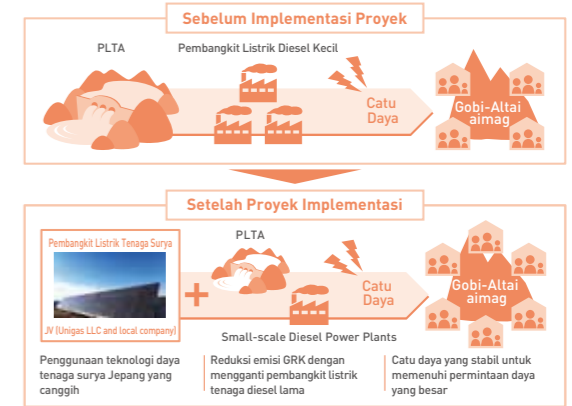 Sebelum Implementasi Proyek
PLTA
Pembangkit Listrik Diesel Kecil
Catu
Daya
Gobi-Altai
aimag
Setelah Proyek Implementasi
Pembangkit Listrik Tenaga Surya
JV (Unigas LLC and local company)
PLTA
Small-scale Diesel Power Plants
Catu
Daya
Gobi-Altai
aimag
Penggunaan teknologi daya
tenaga surya Jepang yang
canggih
Reduksi emisi GRK dengan
mengganti pembangkit listrik
tenaga diesel lama
Catu daya yang stabil untuk
memenuhi permintaan daya
yang besar